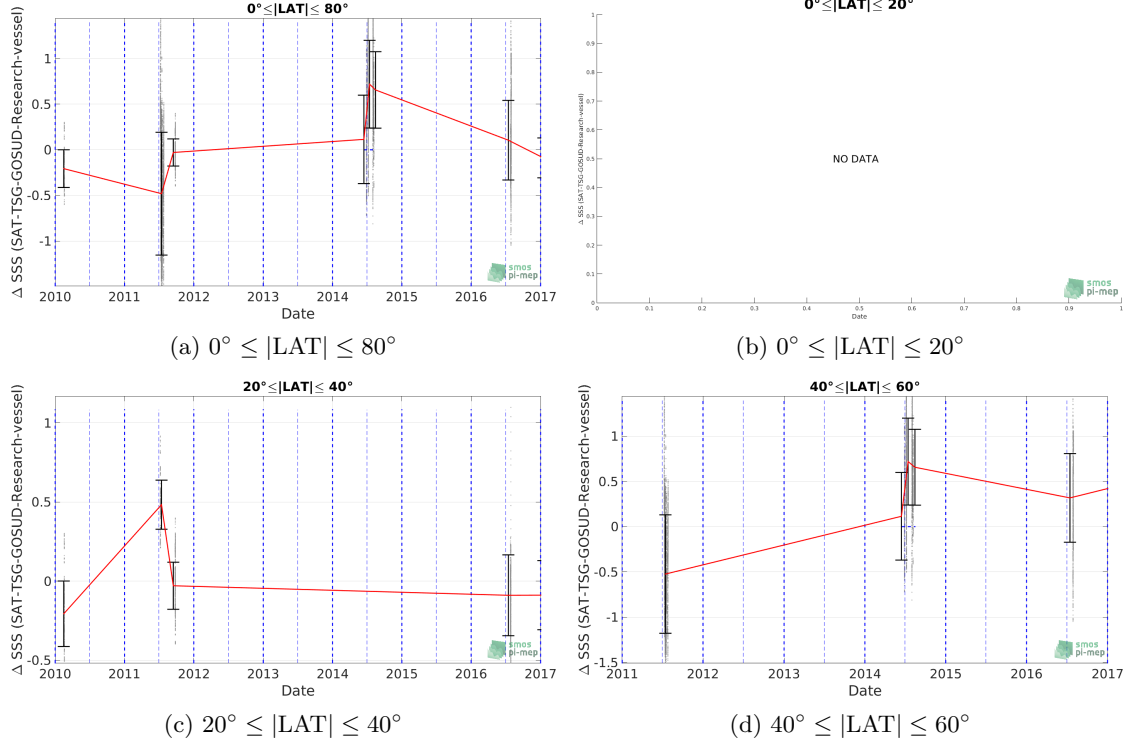 0°≤|LAT|≤ 80°
Δ SSS (SAT-TSG-GOSUD-Research-vessel)
1
0.5
0
-0.5
-1
2010 2011 2012 2013 2014 2015 2016 2017
Date
smos
pi-mep
(a) 0° ≤ |LAT| ≤ 80°
0°≤|LAT|≤ 20°
Δ SSS (SAT-TSG-GOSUD-Research-vessel)
1
0.9
0.8
0.7
0.6
0.5
0.4
0.3
0.2
0.1
0
NO DATA
0 0.1 0.2 0.3 0.4 0.5 0.6 0.7 0.8 0.9 1
Date
smos
pi-mep
(b) 0° ≤ |LAT| ≤ 20°
20°≤|LAT|≤ 40°
Δ SSS (SAT-TSG-GOSUD-Research-vessel)
1
0.5
0
-0.5
2010 2011 2012 2013 2014 2015 2016 2017
Date
smos
pi-mep
(c) 20° ≤ |LAT| ≤ 40°
40°≤|LAT|≤ 60°
Δ SSS (SAT-TSG-GOSUD-Research-vessel)
1
0.5
0
-0.5
-1
-1.5
2011 2012 2013 2014 2015 2016 2017
Date
smos
pi-mep
(d) 40° ≤ |LAT| ≤ 60°